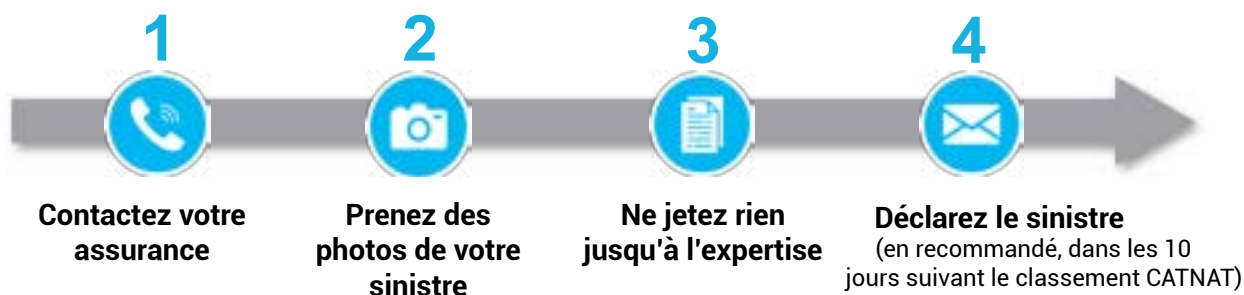 1
2
3
4
Contactez votre
assurance
Prenez des
photos de votre
sinistre
Ne jetez rien
jusqu'à l'expertise
Déclarez le sinistre
(en recommandé, dans les 10
jours suivant le classement CATNAT)